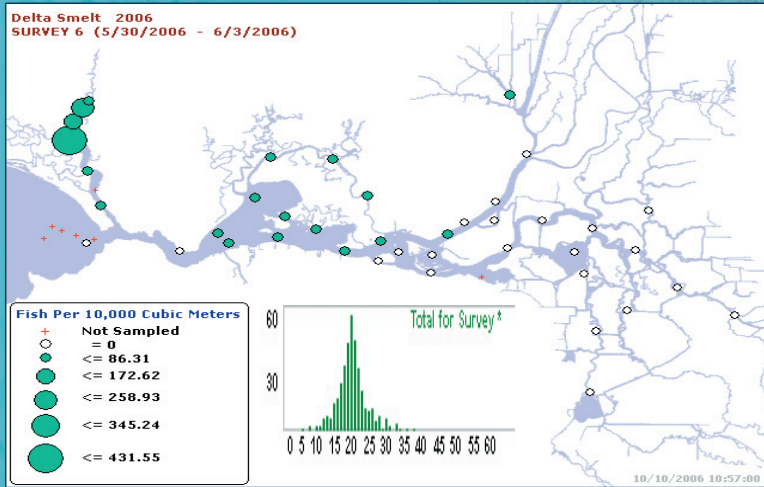 Delta Smelt 2006
SURVEY 6 (5/30/2006 - 6/3/2006)
Fish Per 10,000 Cubic Meters
+ Not Sampled
= 0
<= 86.31
<= 172.62
<= 258.93
<= 345.24
<= 431.55
Total for Survey *
60
30
0 5 10 15 20 25 30 35 40 45 50 55 60
10/10/2006 10:57:00